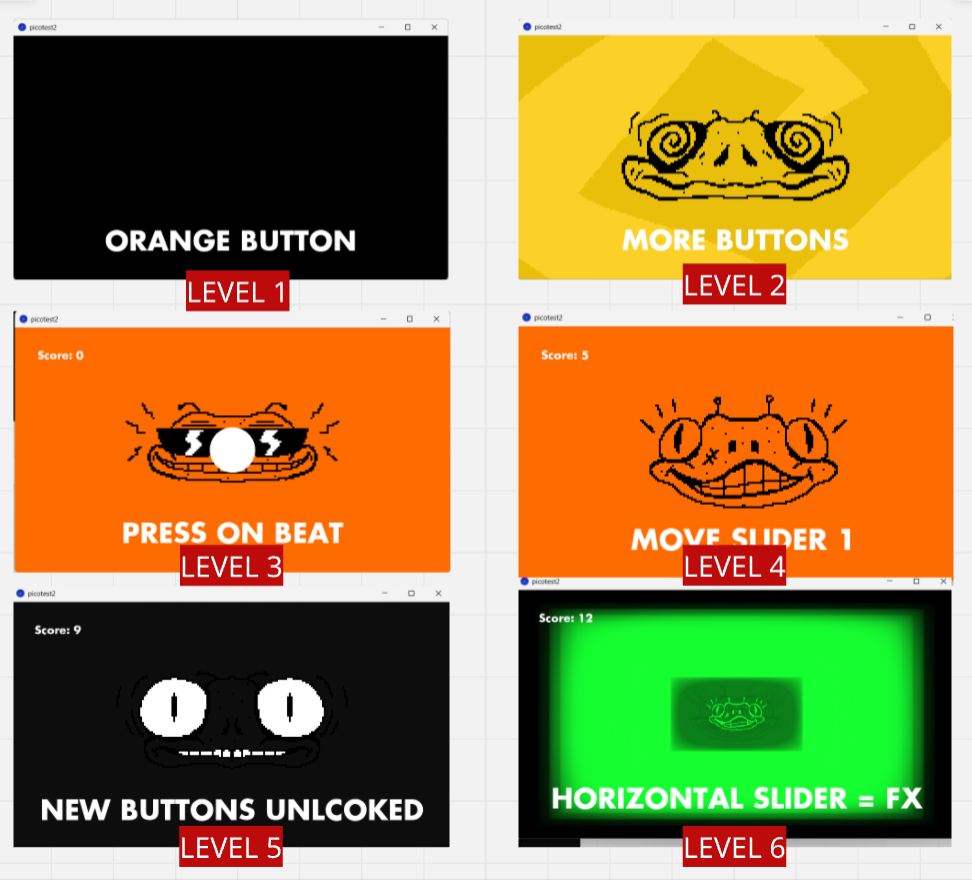 picotest2
picotest2
ORANGE BUTTON
MORE BUTTONS
LEVEL 1
LEVEL 2
picotest2
picotest2
Score: 0
Score: 5
PRESS ON BEAT
MOVE SLIDER 1
LEVEL 3
LEVEL 4
picotest2
picotest2
Score: 9
Score: 12
NEW BUTTONS UNLCOKED
HORIZONTAL SLIDER = FX
LEVEL 5
LEVEL 6